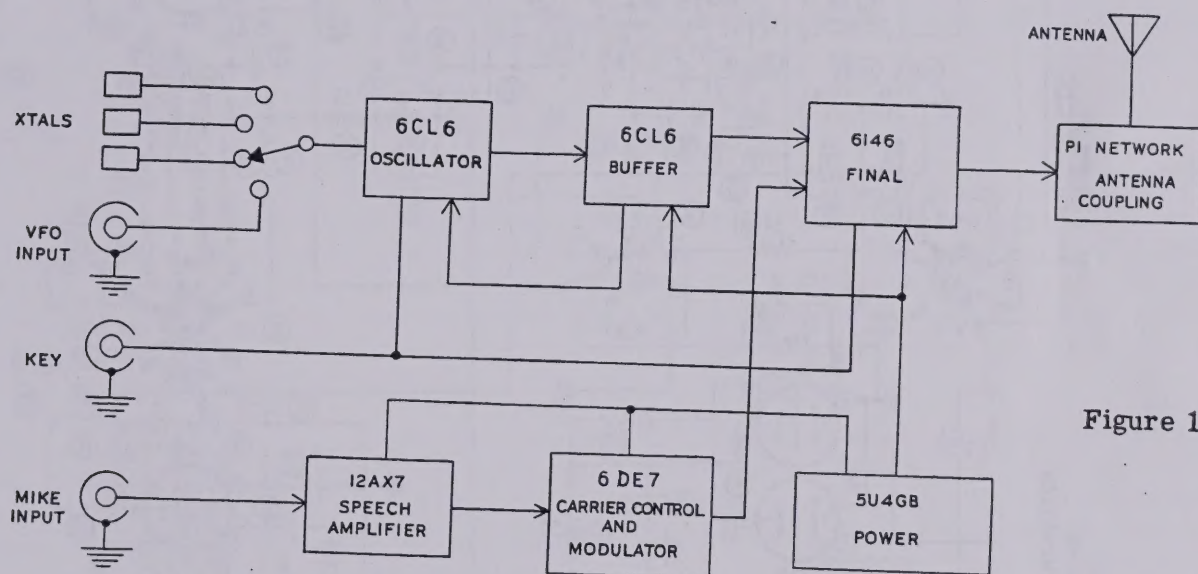 ANTENNA
XTALS
6CL6
OSCILLATOR
6CL6
BUFFER
6146
FINAL
PI NETWORK
ANTENNA
COUPLING
VFO
INPUT
KEY
Figure 1
MIKE
INPUT
12AX7
SPEECH
AMPLIFIER
6DE7
CARRIER CONTROL
AND
MODULATOR
5U4GB
POWER